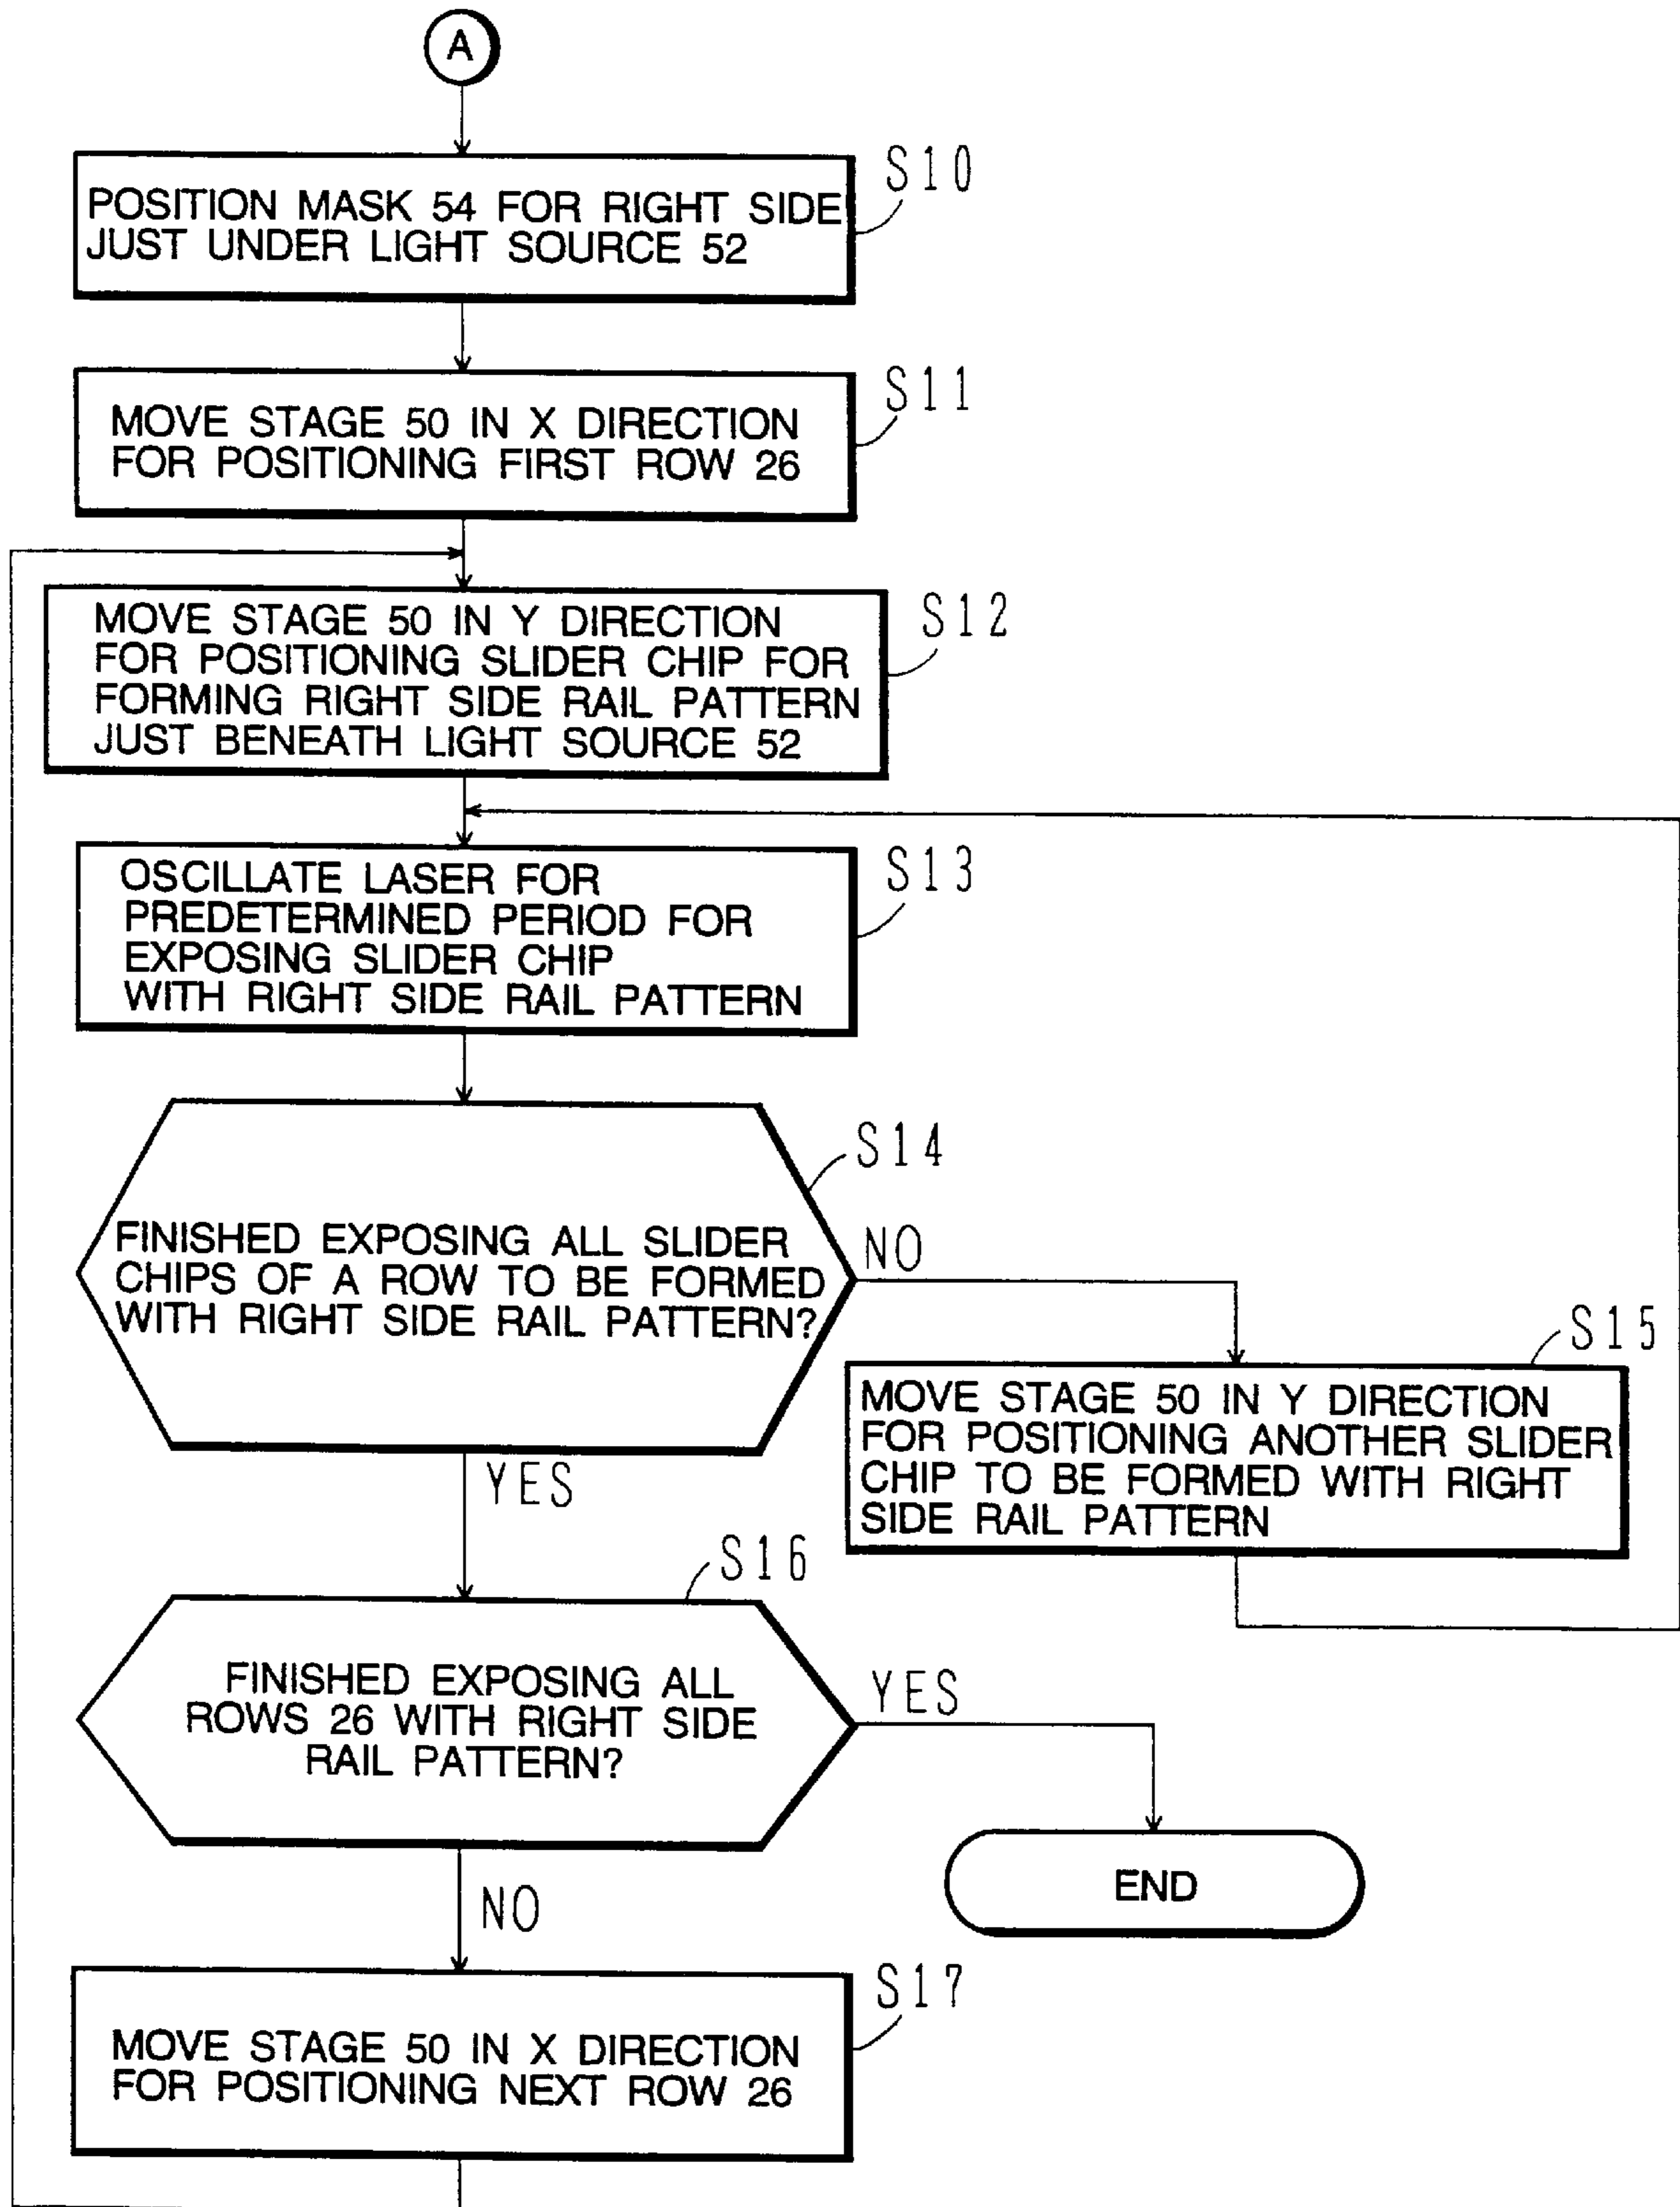 A
S10
POSITION MASK 54 FOR RIGHT SIDE
JUST UNDER LIGHT SOURCE 52
S11
MOVE STAGE 50 IN X DIRECTION
FOR POSITIONING FIRST ROW 26
S12
MOVE STAGE 50 IN Y DIRECTION
FOR POSITIONING SLIDER CHIP FOR
FORMING RIGHT SIDE RAIL PATTERN
JUST BENEATH LIGHT SOURCE 52
S13
OSCILLATE LASER FOR
PREDETERMINED PERIOD FOR
EXPOSING SLIDER CHIP
WITH RIGHT SIDE RAIL PATTERN
S14
FINISHED EXPOSING ALL SLIDER
CHIPS OF A ROW TO BE FORMED
WITH RIGHT SIDE RAIL PATTERN?
NO
S15
MOVE STAGE 50 IN Y DIRECTION
FOR POSITIONING ANOTHER SLIDER
CHIP TO BE FORMED WITH RIGHT
SIDE RAIL PATTERN
YES
S16
FINISHED EXPOSING ALL
ROWS 26 WITH RIGHT SIDE
RAIL PATTERN?
YES
END
NO
S17
MOVE STAGE 50 IN X DIRECTION
FOR POSITIONING NEXT ROW 26